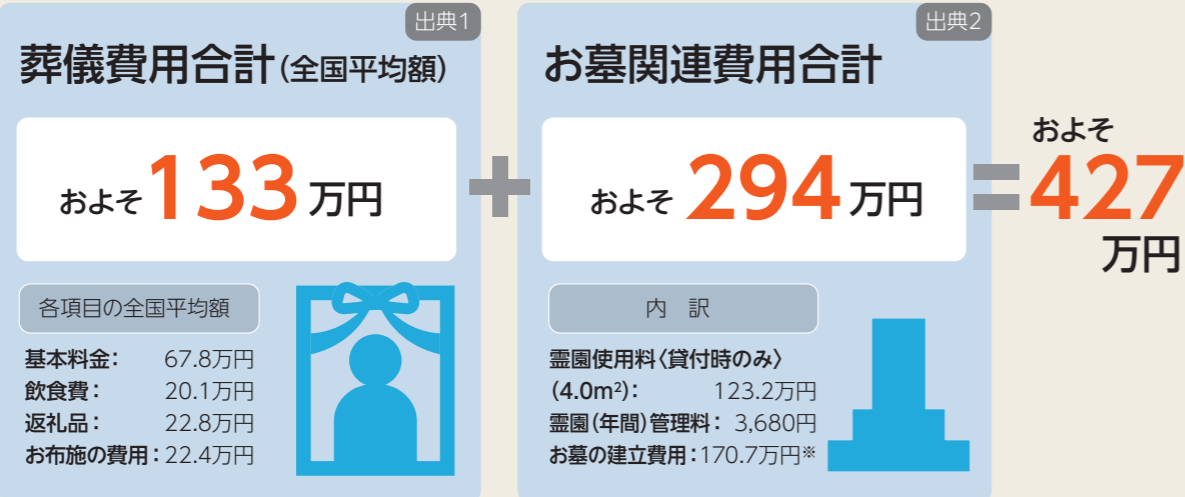 出典1
葬儀費用合計(全国平均額)
およそ133万円
各項目の全国平均額
基本料金: 67.8万円
飲食費: 20.1万円
返礼品: 22.8万円
お布施の費用:22.4万円
+
出典2
お墓関連費用合計
およそ294万円
内 訳
霊園使用料〈貸付時のみ〉
(4.0m²): 123.2万円
霊園(年間)管理料: 3,680円
お墓の建立費用:170.7万円※
=
およそ
427
万円